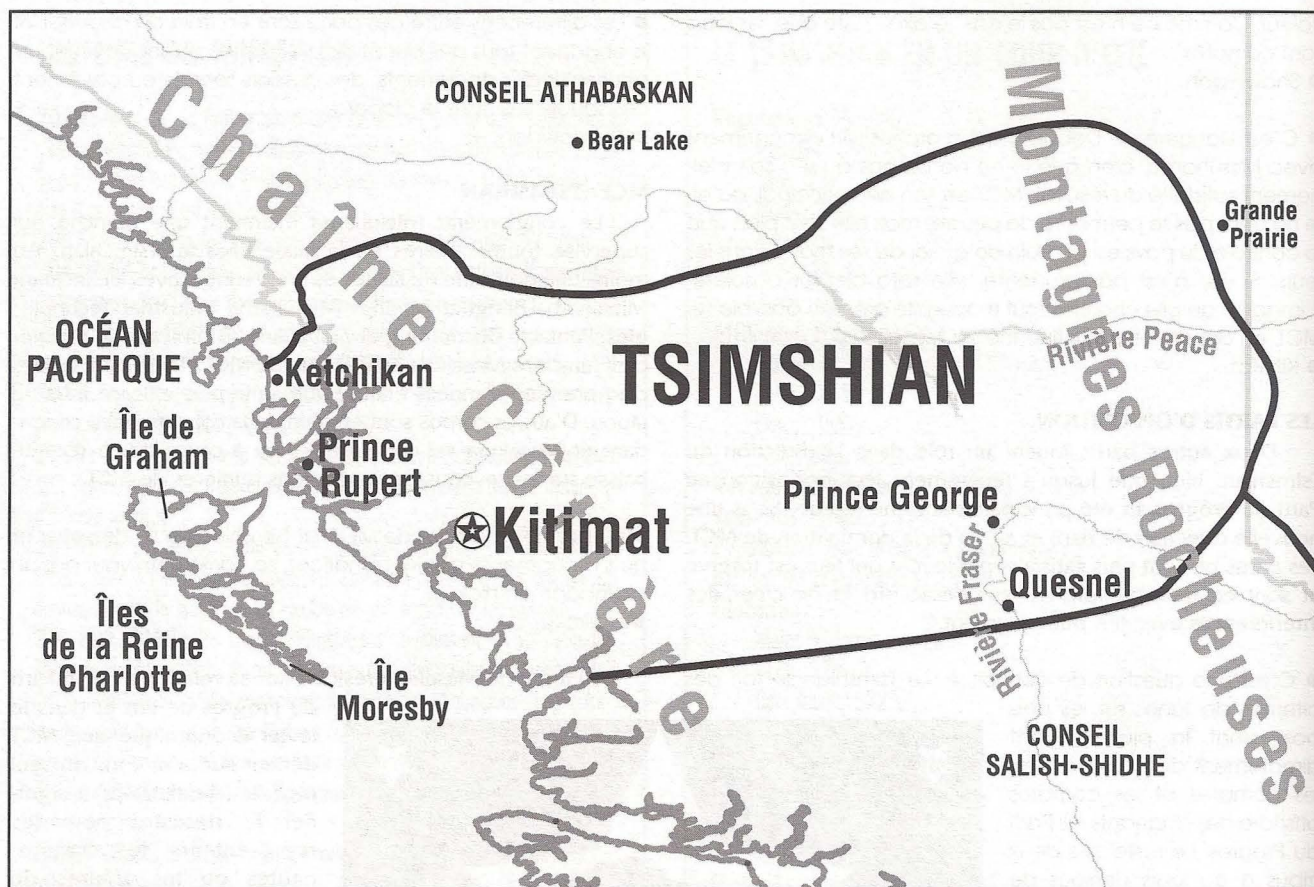 Chaîne Côtière
CONSEIL ATHABASKAN
Bear Lake
Montagnes Rocheuses
Grande
Prairie
OCÉAN
PACIFIQUE
Ketchikan
TSIMSHIAN
Rivière Peace
Île de
Graham
Prince
Rupert
Kitimat
Prince George
Rivière Fraser
Quesnel
Îles
de la Reine
Charlotte
Île
Moresby
CONSEIL
SALISH-SHIDHE